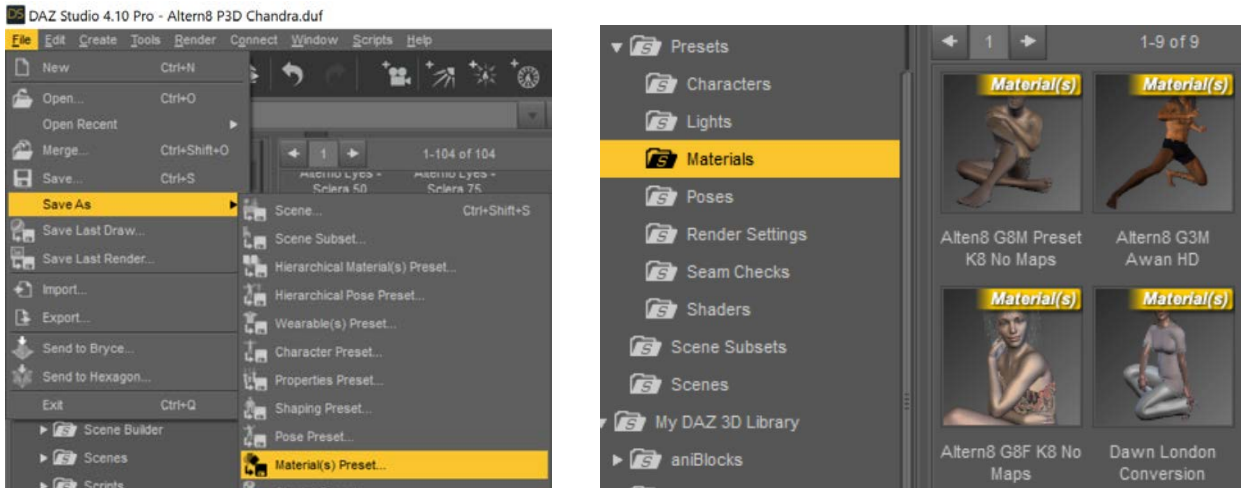 DS DAZ Studio 4.10 Pro - Altern8 P3D Chandra.duf
File Edit Create Tools Render Connect Window Scripts Help
New Ctrl+N
Open... Ctrl+O
Open Recent
Merge... Ctrl+Shift+O
Save... Ctrl+S
Save As
Save Last Draw...
Save Last Render...
Import...
Export...
Send to Bryce...
Send to Hexagon...
Exit Ctrl+Q
Scene Builder
Scenes
Scripts
1 1-104 of 104
Sclera 50 Sclera 75
Scene... Ctrl+Shift+S
Scene Subset...
Hierarchical Material(s) Preset...
Hierarchical Pose Preset...
Wearable(s) Preset...
Character Preset...
Properties Preset...
Shaping Preset...
Pose Preset...
Material(s) Preset...
Presets
Characters
Lights
Materials
Poses
Render Settings
Seam Checks
Shaders
Scene Subsets
Scenes
My DAZ 3D Library
aniBlocks
1 1-9 of 9
Material(s) Material(s)
Alten8 G8M Preset Altern8 G3M
K8 No Maps Awan HD
Material(s) Material(s)
Altern8 G8F K8 No Dawn London
Maps Conversion